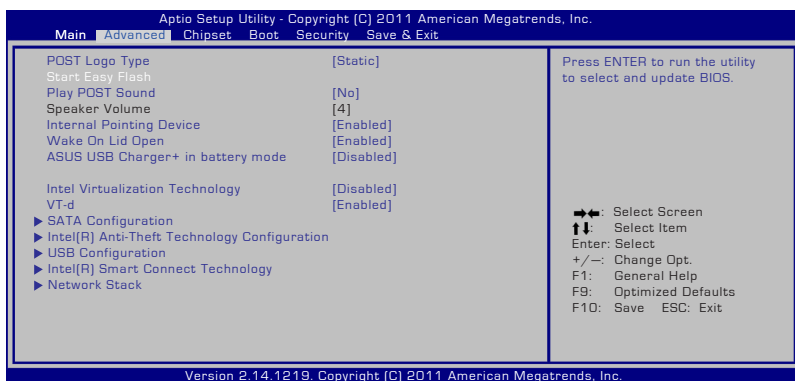 Aptio Setup Utility - Copyright (C) 2011 American Megatrends, Inc.
Main Advanced Chipset Boot Security Save & Exit
POST Logo Type [Static]
Start Easy Flash
Play POST Sound [No]
Speaker Volume [4]
Internal Pointing Device [Enabled]
Wake On Lid Open [Enabled]
ASUS USB Charger+ in battery mode [Disabled]
Intel Virtualization Technology [Disabled]
VT-d [Enabled]
SATA Configuration
Intel(R) Anti-Theft Technology Configuration
USB Configuration
Intel(R) Smart Connect Technology
Network Stack
Press ENTER to run the utility
to select and update BIOS.
→←: Select Screen
↑↓: Select Item
Enter: Select
+/—: Change Opt.
F1: General Help
F9: Optimized Defaults
F10: Save ESC: Exit
Version 2.14.1219. Copyright (C) 2011 American Megatrends, Inc.